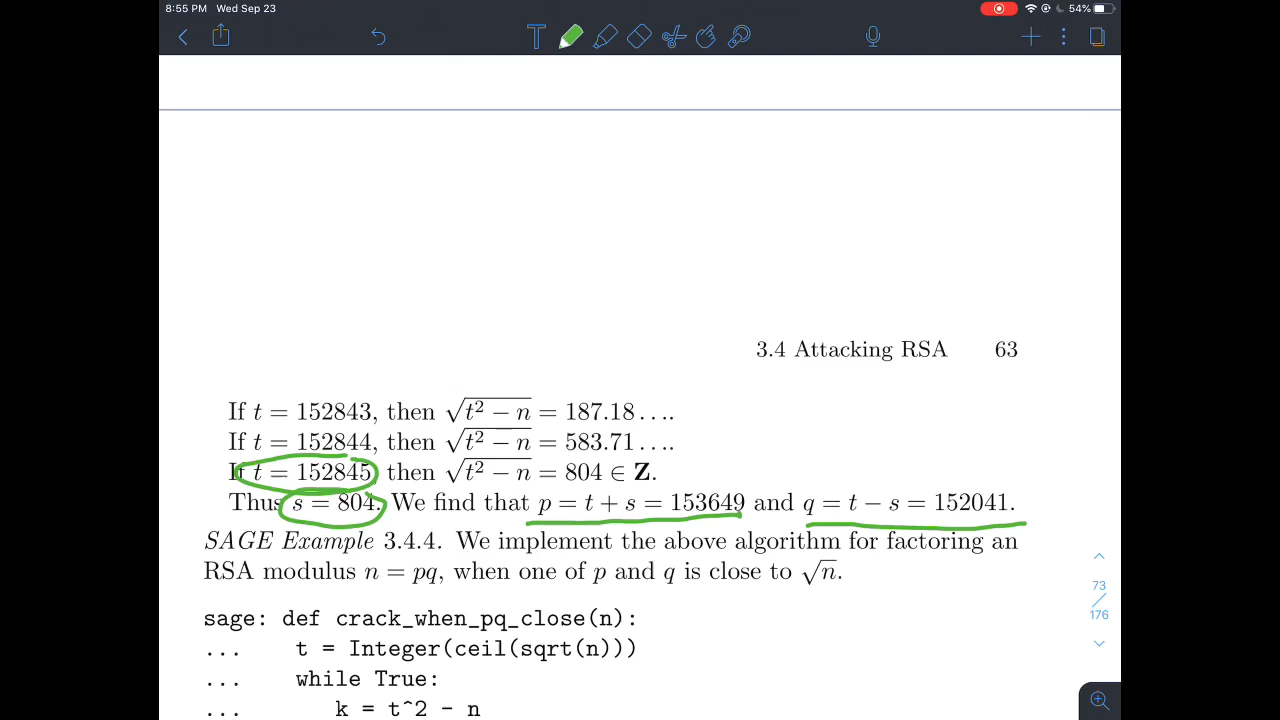 8:55 PM Wed Sep 23
54%
3.4 Attacking RSA 63
If t = 152843, then √(t² − n) = 187.18 . . . .
If t = 152844, then √(t² − n) = 583.71 . . . .
If t = 152845, then √(t² − n) = 804 ∈ Z.
Thus s = 804. We find that p = t + s = 153649 and q = t − s = 152041.
SAGE Example 3.4.4. We implement the above algorithm for factoring an
RSA modulus n = pq, when one of p and q is close to √n.
sage: def crack_when_pq_close(n):
... t = Integer(ceil(sqrt(n)))
... while True:
... k = t^2 - n
73
/
176